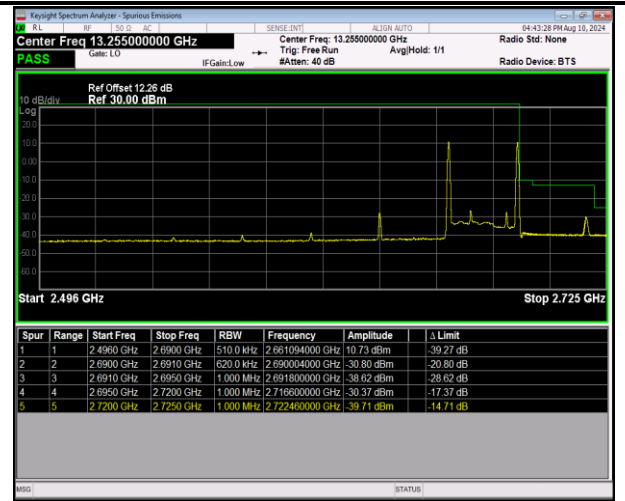 Keysight Spectrum Analyzer - Spurious Emissions
RL RF 50 Ω AC SENSE:INT ALIGN AUTO 04:43:28 PM Aug 10, 2024
Center Freq 13.255000000 GHz Center Freq: 13.255000000 GHz Radio Std: None
PASS Gate: LO IFGain:Low Trig: Free Run Avg|Hold: 1/1
#Atten: 40 dB Radio Device: BTS
Ref Offset 12.26 dB
10 dB/div Ref 30.00 dBm
Log
20.0
10.0
0.00
-10.0
-20.0
-30.0
-40.0
-50.0
-60.0
Start 2.496 GHz Stop 2.725 GHz
Spur Range Start Freq Stop Freq RBW Frequency Amplitude Δ Limit
1 1 2.4960 GHz 2.6900 GHz 510.0 kHz 2.661094000 GHz 10.73 dBm -39.27 dB
2 2 2.6900 GHz 2.6910 GHz 620.0 kHz 2.690004000 GHz -30.80 dBm -20.80 dB
3 3 2.6910 GHz 2.6950 GHz 1.000 MHz 2.691800000 GHz -38.62 dBm -28.62 dB
4 4 2.6950 GHz 2.7200 GHz 1.000 MHz 2.716600000 GHz -30.37 dBm -17.37 dB
5 5 2.7200 GHz 2.7250 GHz 1.000 MHz 2.722460000 GHz -39.71 dBm -14.71 dB
MSG STATUS